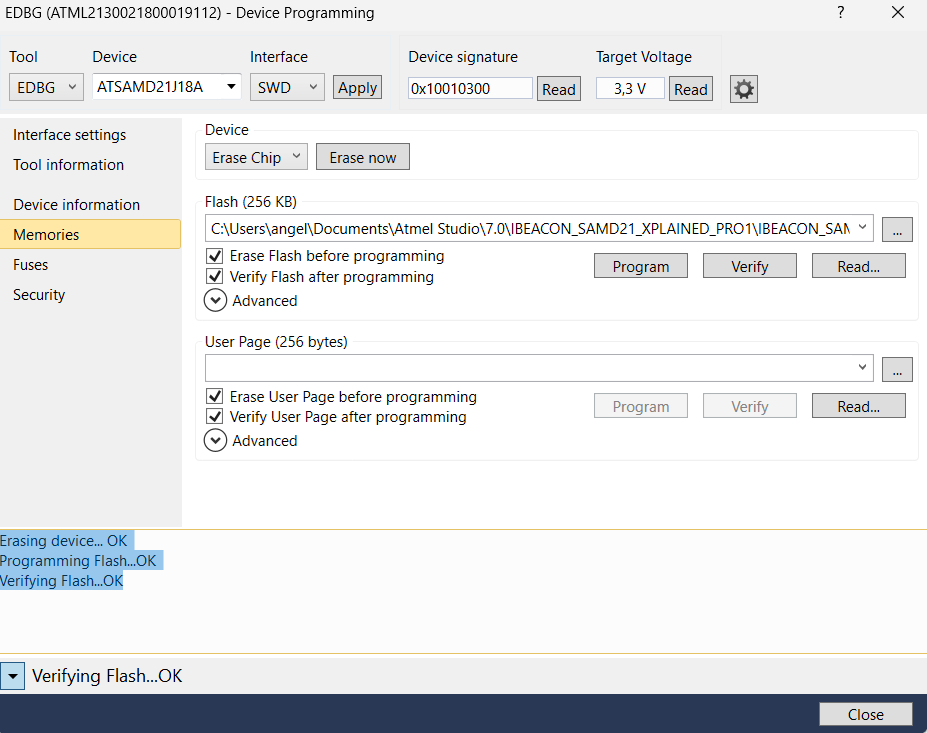 EDBG (ATML2130021800019112) - Device Programming ?
Tool Device Interface Device signature Target Voltage
EDBG ATSAMD21J18A SWD Apply 0x10010300 Read 3,3 V Read
Interface settings
Tool information
Device information
Memories
Fuses
Security
Device
Erase Chip Erase now
Flash (256 KB)
C:\Users\angel\Documents\Atmel Studio\7.0\IBEACON_SAMD21_XPLAINED_PRO1\IBEACON_SAM ...
Erase Flash before programming
Verify Flash after programming
Program Verify Read...
Advanced
User Page (256 bytes)
...
Erase User Page before programming
Verify User Page after programming
Program Verify Read...
Advanced
Erasing device... OK
Programming Flash...OK
Verifying Flash...OK
Verifying Flash...OK
Close